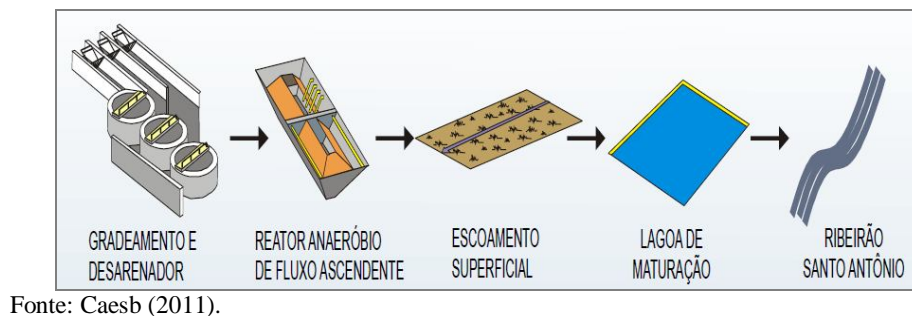 GRADEAMENTO E
DESARENADOR
REATOR ANAERÓBIO
DE FLUXO ASCENDENTE
ESCOAMENTO
SUPERFICIAL
LAGOA DE
MATURAÇÃO
RIBEIRÃO
SANTO ANTÔNIO
Fonte: Caesb (2011).